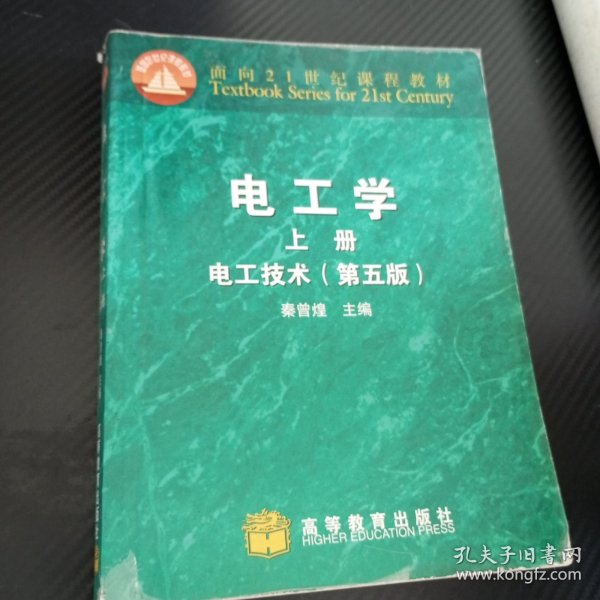 面向21世纪课程教材
Textbook Series for 21st Century
电工学
上册
电工技术(第五版)
秦曾煌 主编
高等教育出版社
HIGHER EDUCATION PRESS
孔夫子旧书网
www.kongfz.com